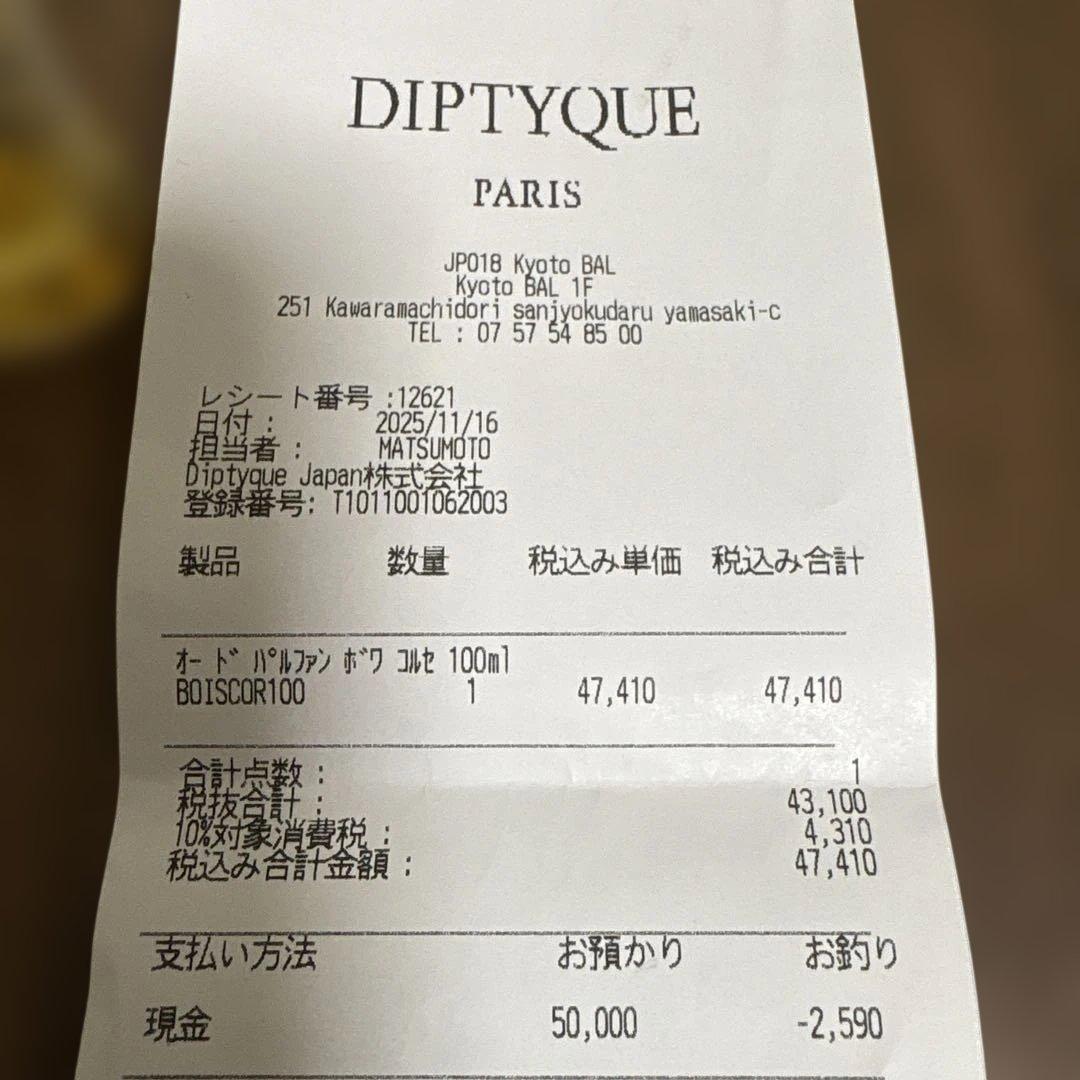 DIPTYQUE
PARIS
JP018 Kyoto BAL
Kyoto BAL 1F
251 Kawaramachidori sanjyokudaru yamasaki-c
TEL : 07 57 54 85 00
レシート番号 :12621
日付 : 2025/11/16
担当者 : MATSUMOTO
Diptyque Japan株式会社
登録番号: T1011001062003
製品 数量 税込み単価 税込み合計
ｵｰ ﾄﾞ ﾊﾟﾙﾌｧﾝ ﾎﾞﾜ ｺﾙｾ 100ml
BOISCOR100 1 47,410 47,410
合計点数 : 1
税抜合計 : 43,100
10%対象消費税 : 4,310
税込み合計金額 : 47,410
支払い方法 お預かり お釣り
現金 50,000 -2,590